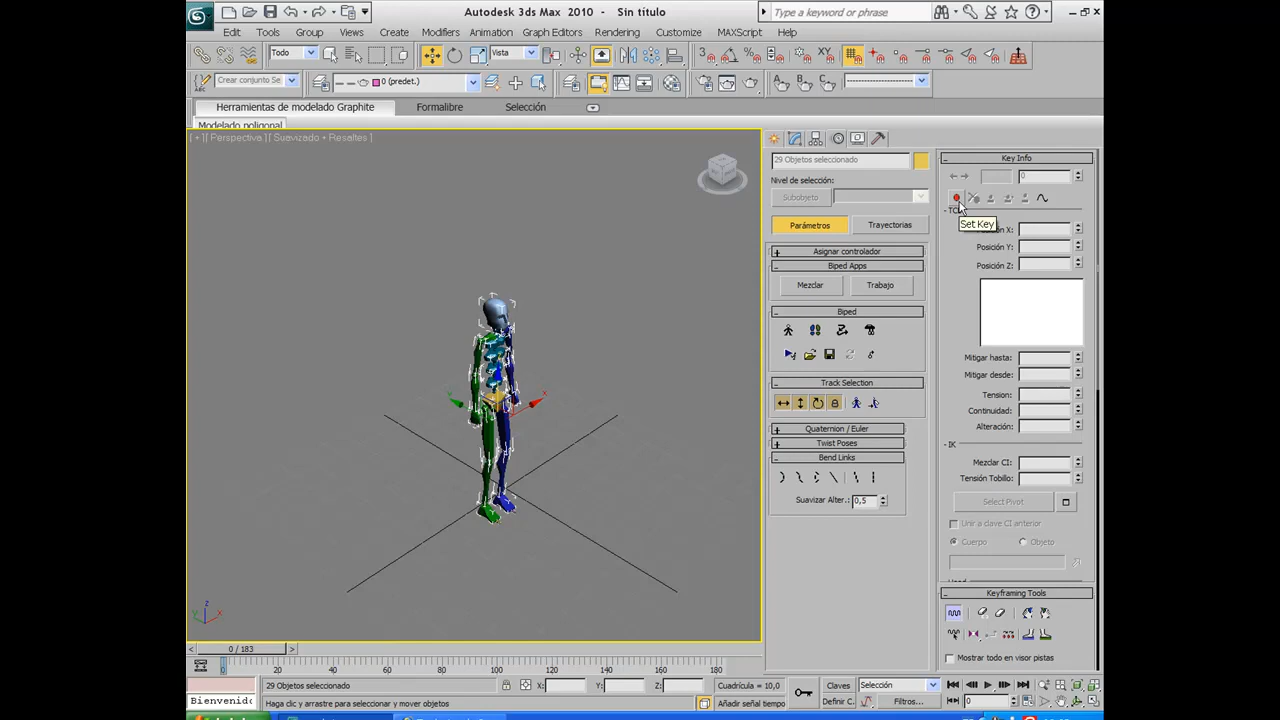 Autodesk 3ds Max 2010 - Sin título
Type a keyword or phrase
Edit Tools Group Views Create Modifiers Animation Graph Editors Rendering Customize MAXScript Help
Todo
Vista
Crear conjunto Se
0 (predet.)
Herramientas de modelado Graphite Formalibre Selección
Modelado poligonal
[ + ][ Perspectiva ][ Suavizado + Resaltes ]
29 Objetos seleccionado
Nivel de selección:
Subobjeto
Parámetros Trayectorias
+ Asignar controlador
- Biped Apps
Mezclar Trabajo
- Biped
- Track Selection
+ Quaternion / Euler
+ Twist Poses
- Bend Links
Suavizar Alter.: 0,5
- Key Info
0
Set Key
Posición Y:
Posición Z:
Mitigar hasta:
Mitigar desde:
Tension:
Continuidad:
Alteración:
- IK
Mezclar CI:
Tensión Tobillo:
Select Pivot
Unir a clave CI anterior
Cuerpo Objeto
- Keyframing Tools
Mostrar todo en visor pistas
< 0 / 183 >
0 20 40 60 80 100 120 140 160 180
29 Objetos seleccionado X: Y: Z: Cuadrícula = 10,0
Claves Selección
Bienvenido
Haga clic y arrastre para seleccionar y mover objetos
Añadir señal tiempo
Definir C. Filtros... 0